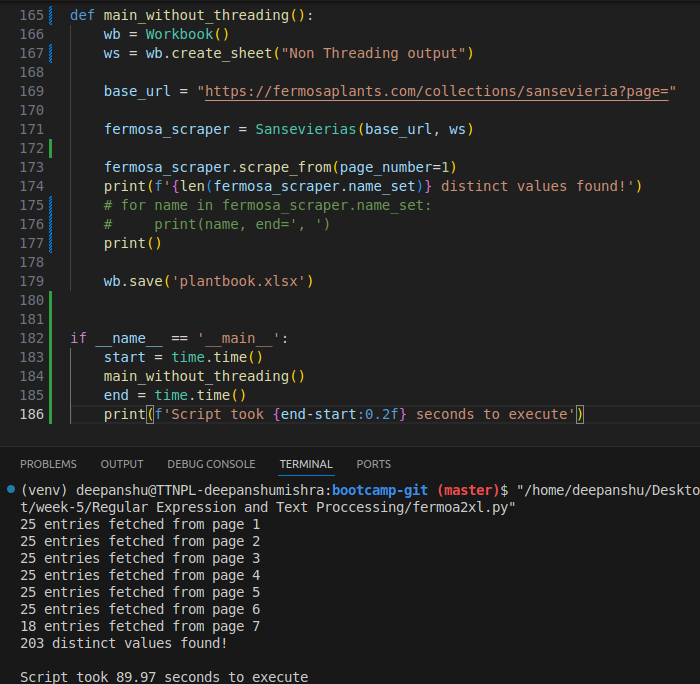 165 def main_without_threading():
166     wb = Workbook()
167     ws = wb.create_sheet("Non Threading output")
168
169     base_url = "https://fermosaplants.com/collections/sansevieria?page="
170
171     fermosa_scraper = Sansevierias(base_url, ws)
172
173     fermosa_scraper.scrape_from(page_number=1)
174     print(f'{len(fermosa_scraper.name_set)} distinct values found!')
175     # for name in fermosa_scraper.name_set:
176     #     print(name, end=', ')
177     print()
178
179     wb.save('plantbook.xlsx')
180
181
182 if __name__ == '__main__':
183     start = time.time()
184     main_without_threading()
185     end = time.time()
186     print(f'Script took {end-start:0.2f} seconds to execute')
PROBLEMS OUTPUT DEBUG CONSOLE TERMINAL PORTS
(venv) deepanshu@TTNPL-deepanshumishra:bootcamp-git (master)$ "/home/deepanshu/Deskto
t/week-5/Regular Expression and Text Proccessing/fermoa2xl.py"
25 entries fetched from page 1
25 entries fetched from page 2
25 entries fetched from page 3
25 entries fetched from page 4
25 entries fetched from page 5
25 entries fetched from page 6
18 entries fetched from page 7
203 distinct values found!

Script took 89.97 seconds to execute